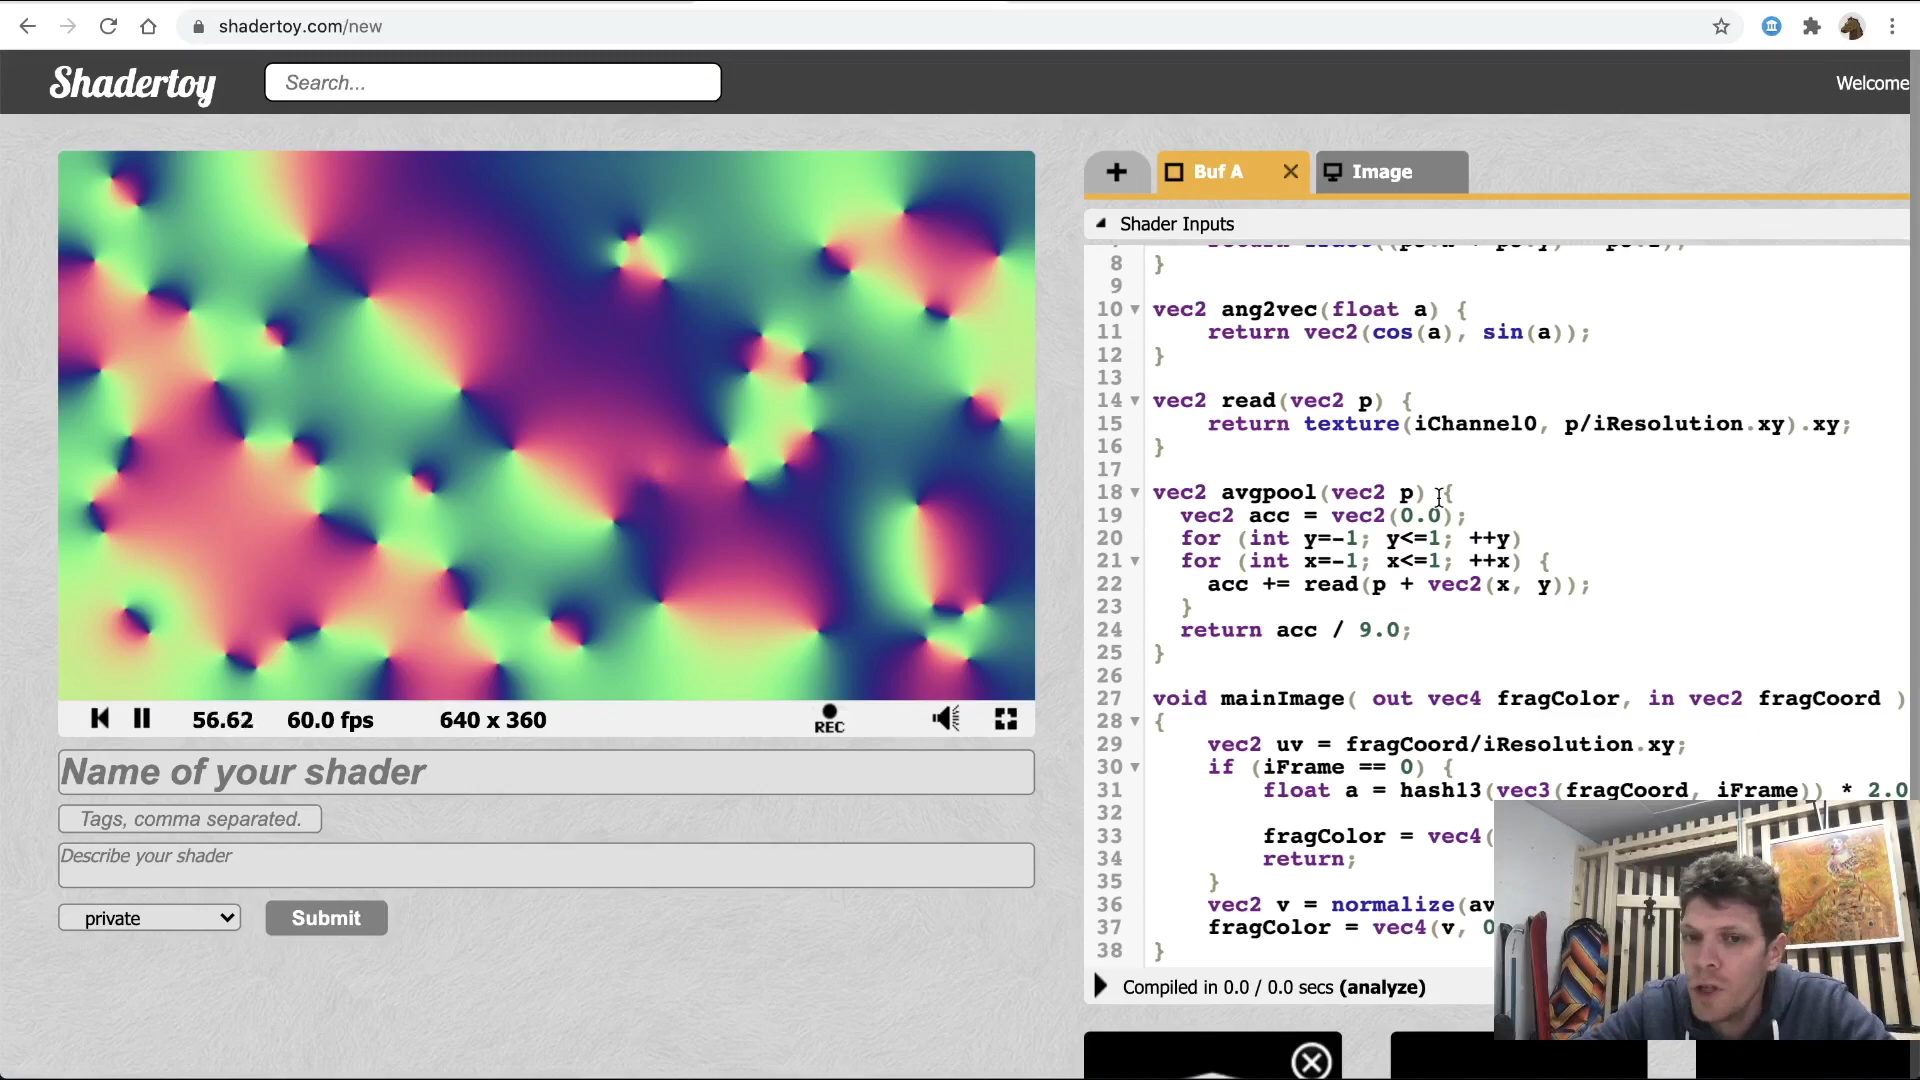 shadertoy.com/new
Shadertoy
Search...
Welcome
+
Buf A
Image
Shader Inputs
8 }
9
10 vec2 ang2vec(float a) {
11 return vec2(cos(a), sin(a));
12 }
13
14 vec2 read(vec2 p) {
15 return texture(iChannel0, p/iResolution.xy).xy;
16 }
17
18 vec2 avgpool(vec2 p) {
19 vec2 acc = vec2(0.0);
20 for (int y=-1; y<=1; ++y)
21 for (int x=-1; x<=1; ++x) {
22 acc += read(p + vec2(x, y));
23 }
24 return acc / 9.0;
25 }
26
27 void mainImage( out vec4 fragColor, in vec2 fragCoord )
28 {
29 vec2 uv = fragCoord/iResolution.xy;
30 if (iFrame == 0) {
31 float a = hash13(vec3(fragCoord, iFrame)) * 2.0
32
33 fragColor = vec4(
34 return;
35 }
36 vec2 v = normalize(av
37 fragColor = vec4(v, 0
38 }
Compiled in 0.0 / 0.0 secs (analyze)
56.62 60.0 fps 640 x 360 REC
Name of your shader
Tags, comma separated.
Describe your shader
private Submit